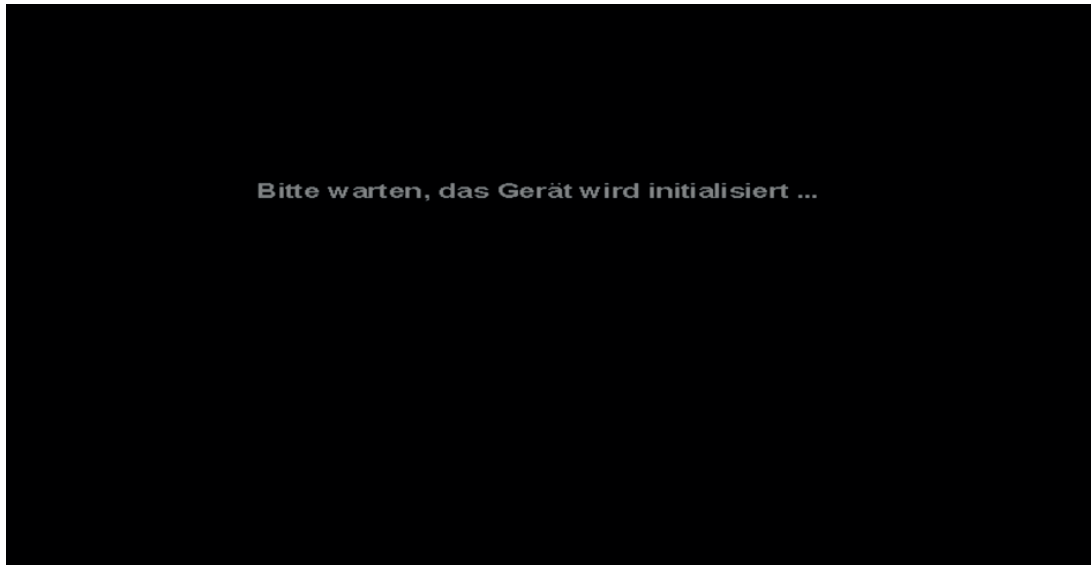 Bitte warten, das Gerät wird initialisiert ...